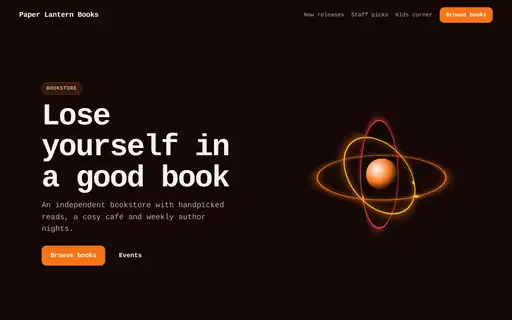 Paper Lantern Books
New releases Staff picks Kids corner Browse books
BOOKSTORE
Lose
yourself in
a good book
An independent bookstore with handpicked
reads, a cosy café and weekly author
nights.
Browse books Events